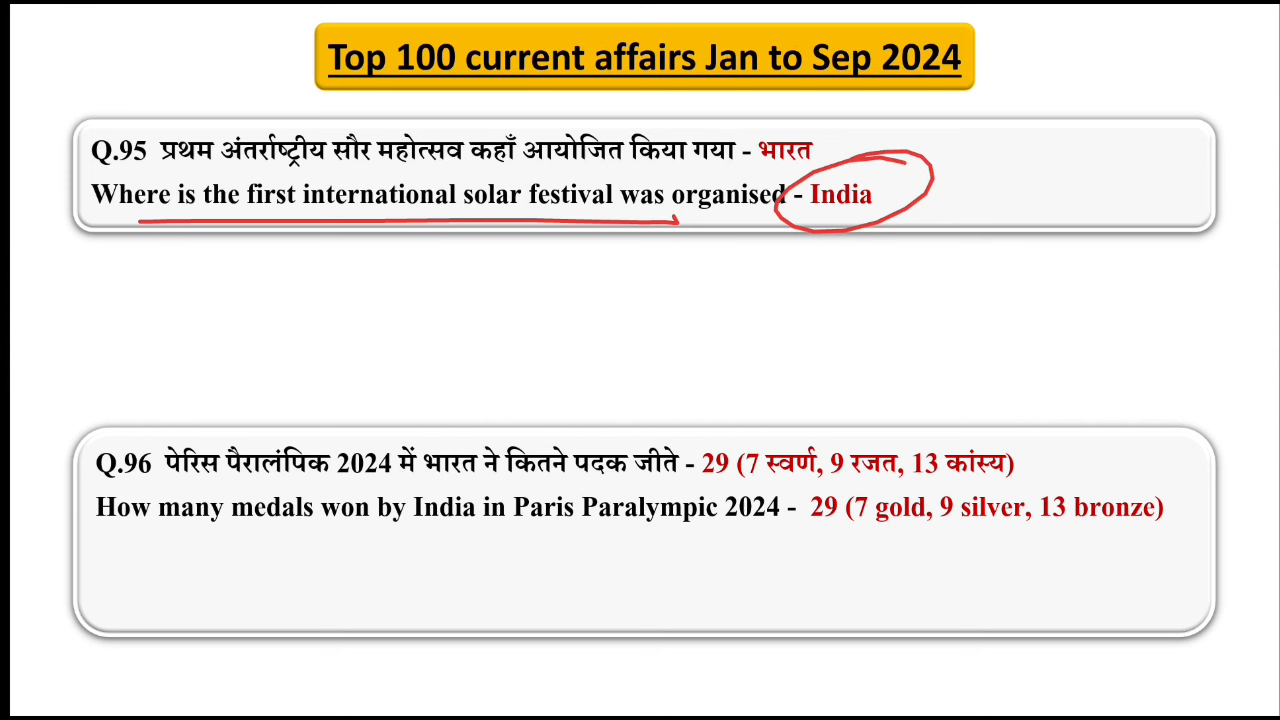 Top 100 current affairs Jan to Sep 2024
Q.95 प्रथम अंतर्राष्ट्रीय सौर महोत्सव कहाँ आयोजित किया गया - भारत
Where is the first international solar festival was organised - India
Q.96 पेरिस पैरालंपिक 2024 में भारत ने कितने पदक जीते - 29 (7 स्वर्ण, 9 रजत, 13 कांस्य)
How many medals won by India in Paris Paralympic 2024 - 29 (7 gold, 9 silver, 13 bronze)